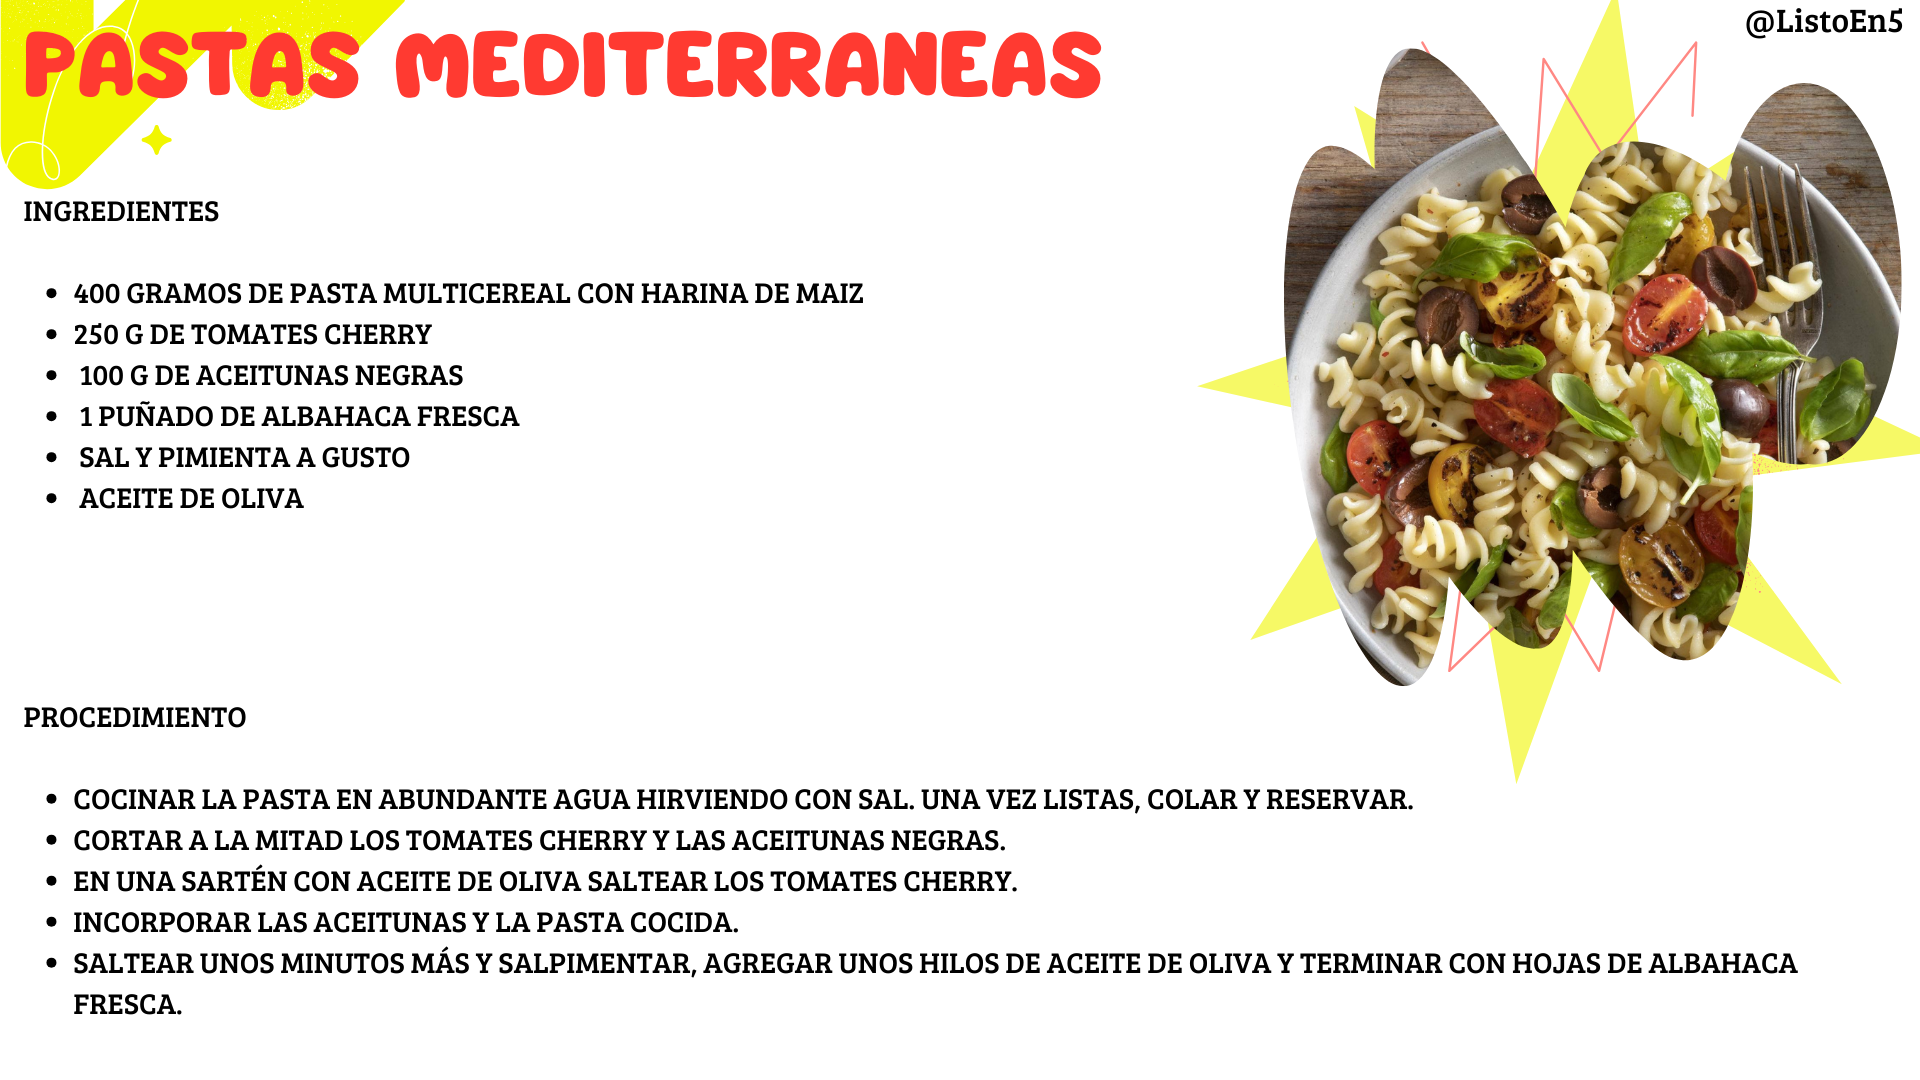 PASTAS MEDITERRANEAS
@ListoEn5
INGREDIENTES
• 400 GRAMOS DE PASTA MULTICEREAL CON HARINA DE MAIZ
• 250 G DE TOMATES CHERRY
• 100 G DE ACEITUNAS NEGRAS
• 1 PUÑADO DE ALBAHACA FRESCA
• SAL Y PIMIENTA A GUSTO
• ACEITE DE OLIVA
PROCEDIMIENTO
• COCINAR LA PASTA EN ABUNDANTE AGUA HIRVIENDO CON SAL. UNA VEZ LISTAS, COLAR Y RESERVAR.
• CORTAR A LA MITAD LOS TOMATES CHERRY Y LAS ACEITUNAS NEGRAS.
• EN UNA SARTÉN CON ACEITE DE OLIVA SALTEAR LOS TOMATES CHERRY.
• INCORPORAR LAS ACEITUNAS Y LA PASTA COCIDA.
• SALTEAR UNOS MINUTOS MÁS Y SALPIMENTAR, AGREGAR UNOS HILOS DE ACEITE DE OLIVA Y TERMINAR CON HOJAS DE ALBAHACA
FRESCA.